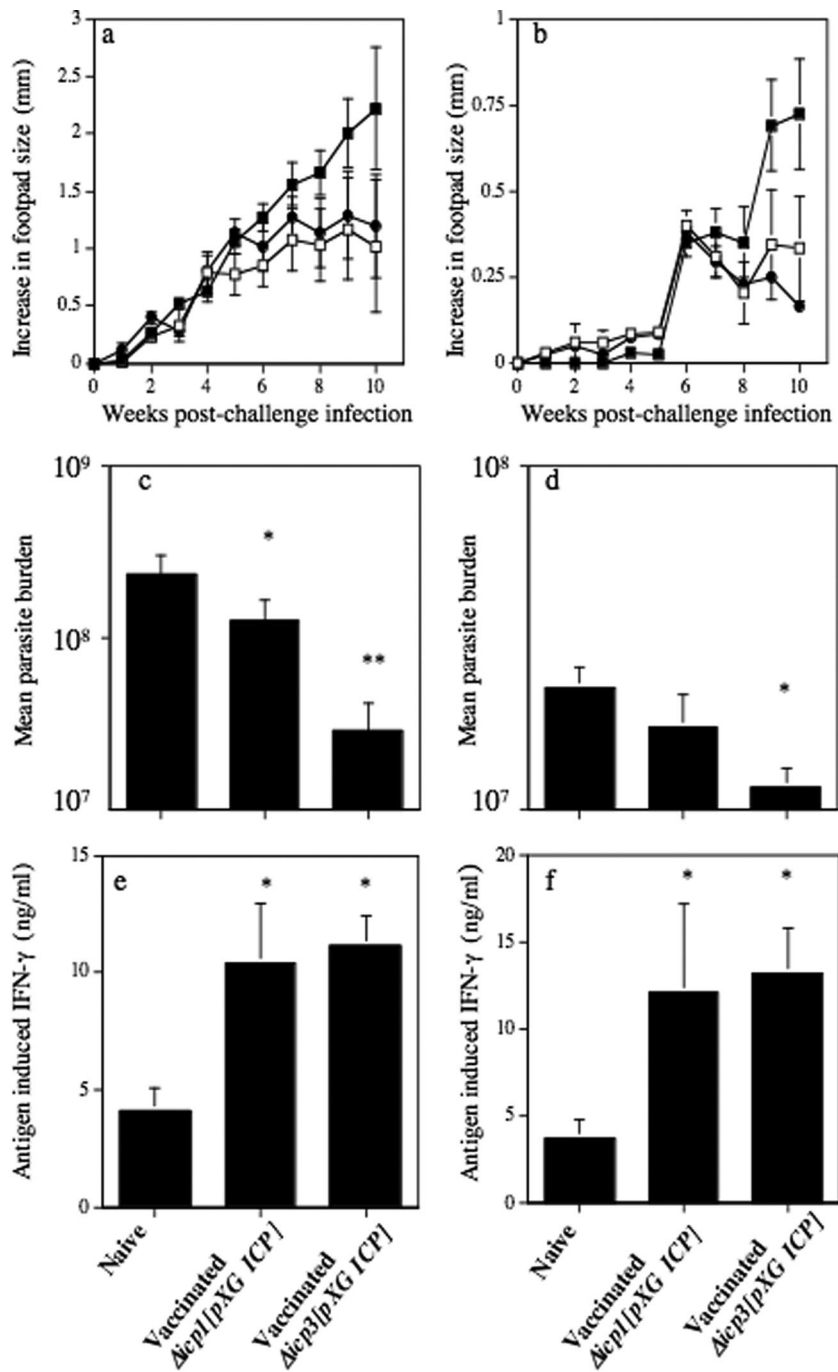 a
Increase in footpad size (mm)
3
2.5
2
1.5
1
0.5
0
0 2 4 6 8 10
Weeks post-challenge infection
b
Increase in footpad size (mm)
1
0.75
0.5
0.25
0
0 2 4 6 8 10
Weeks post-challenge infection
c
Mean parasite burden
10⁹
10⁸
10⁷
*
**
d
Mean parasite burden
10⁸
10⁷
*
e
Antigen induced IFN-γ (ng/ml)
15
10
5
0
* *
f
Antigen induced IFN-γ (ng/ml)
20
15
10
5
0
* *
Naive
Vaccinated
Δicp1[pXG ICP]
Vaccinated
Δicp3[pXG ICP]
Naive
Vaccinated
Δicp1[pXG ICP]
Vaccinated
Δicp3[pXG ICP]